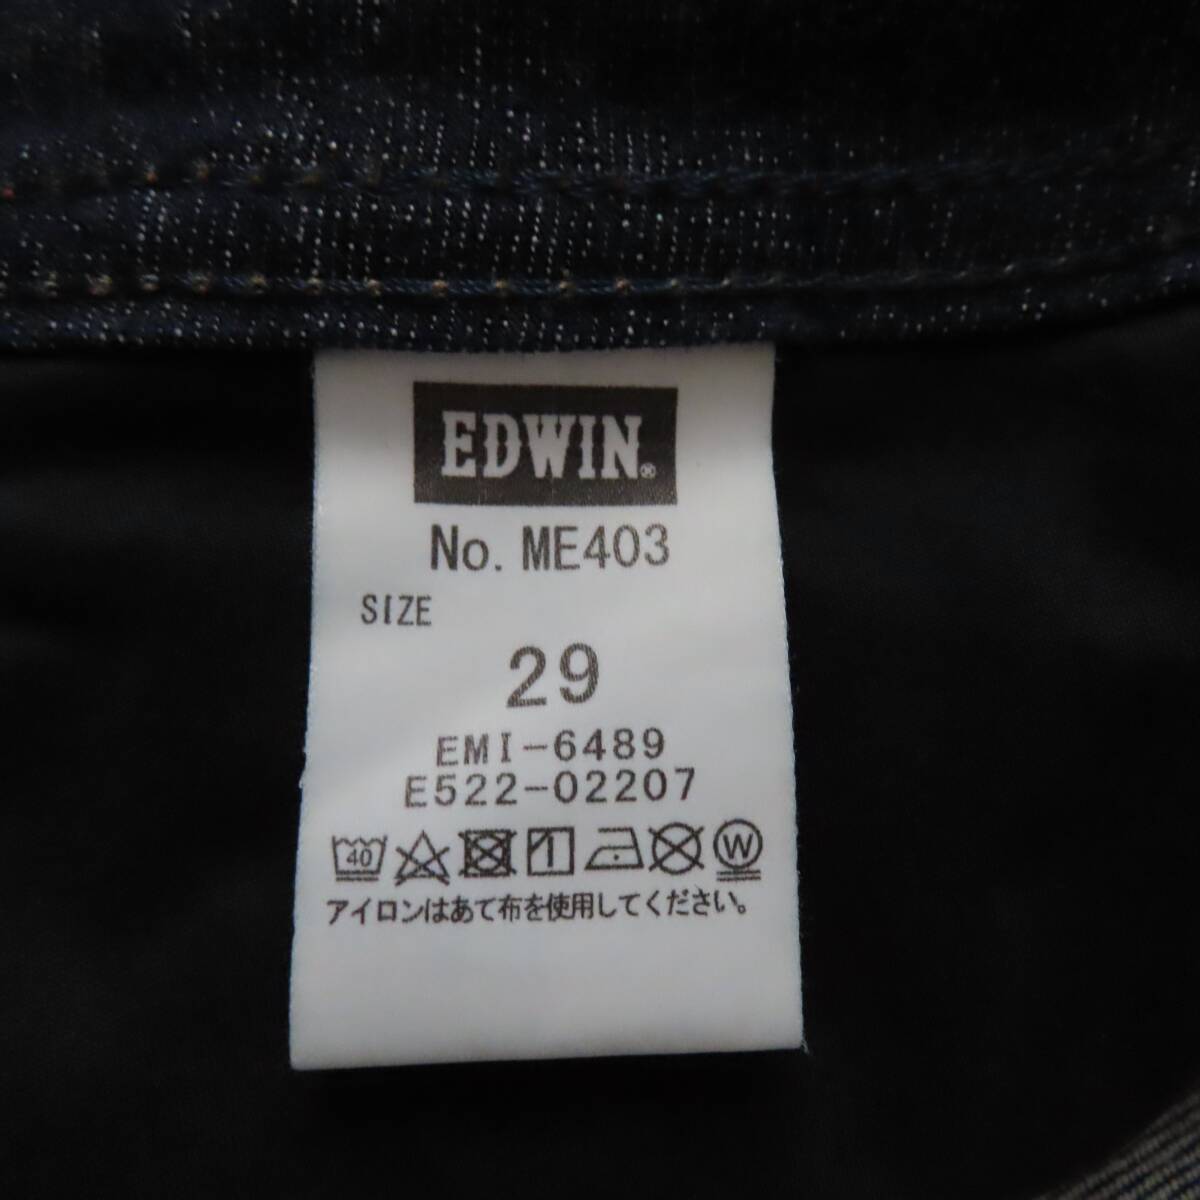 EDWIN®
No. ME403
SIZE
29
EMI-6489
E522-02207
40 W
アイロンはあて布を使用してください。